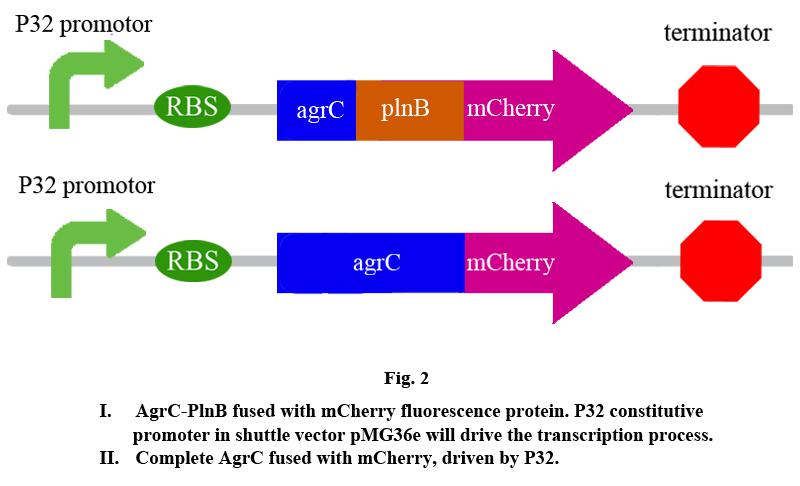 P32 promotor
terminator
RBS
agrC
plnB
mCherry
P32 promotor
terminator
RBS
agrC
mCherry
Fig. 2
I. AgrC-PlnB fused with mCherry fluorescence protein. P32 constitutive
promoter in shuttle vector pMG36e will drive the transcription process.
II. Complete AgrC fused with mCherry, driven by P32.